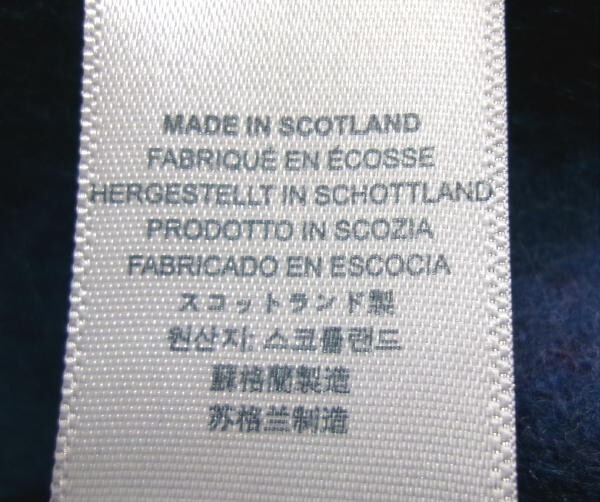 MADE IN SCOTLAND
FABRIQUÉ EN ÉCOSSE
HERGESTELLT IN SCHOTTLAND
PRODOTTO IN SCOZIA
FABRICADO EN ESCOCIA
スコットランド製
원산지: 스코틀랜드
蘇格蘭製造
苏格兰制造